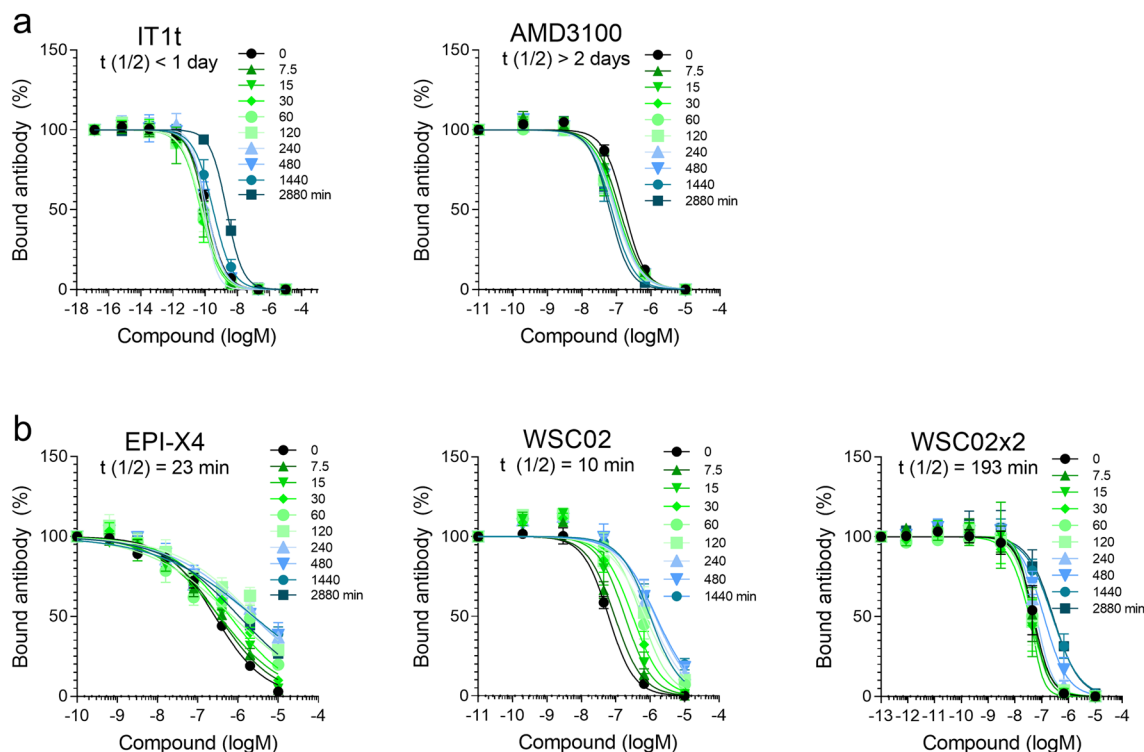 a
IT1t
t (1/2) < 1 day
150
100
50
0
Bound antibody (%)
-18 -16 -14 -12 -10 -8 -6 -4
Compound (logM)
0
7.5
15
30
60
120
240
480
1440
2880 min
AMD3100
t (1/2) > 2 days
150
100
50
0
Bound antibody (%)
-11 -10 -9 -8 -7 -6 -5 -4
Compound (logM)
0
7.5
15
30
60
120
240
480
1440
2880 min
b
EPI-X4
t (1/2) = 23 min
150
100
50
0
Bound antibody (%)
-10 -9 -8 -7 -6 -5 -4
Compound (logM)
0
7.5
15
30
60
120
240
480
1440
2880 min
WSC02
t (1/2) = 10 min
150
100
50
0
Bound antibody (%)
-11 -10 -9 -8 -7 -6 -5 -4
Compound (logM)
0
7.5
15
30
60
120
240
480
1440 min
WSC02x2
t (1/2) = 193 min
150
100
50
0
Bound antibody (%)
-13 -12 -11 -10 -9 -8 -7 -6 -5 -4
Compound (logM)
0
7.5
15
30
60
120
240
480
1440
2880 min